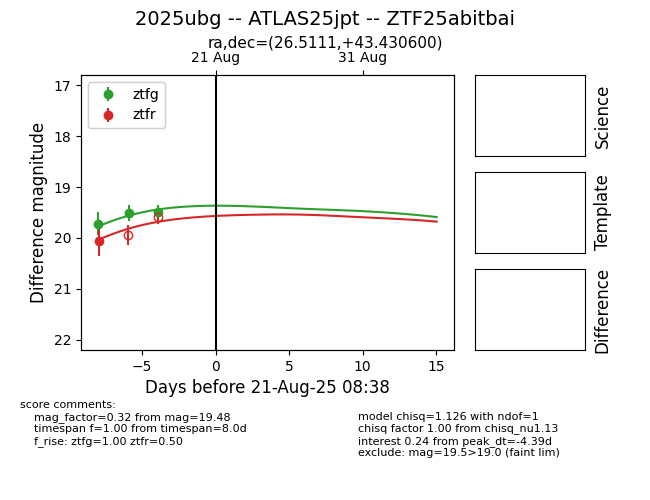 2025ubg -- ATLAS25jpt -- ZTF25abitbai
ra,dec=(26.5111,+43.430600)
21 Aug 31 Aug
ztfg
ztfr
17
18
19
20
21
22
Difference magnitude
−5 0 5 10 15
Days before 21-Aug-25 08:38
Science
Template
Difference
score comments:
mag_factor=0.32 from mag=19.48
timespan f=1.00 from timespan=8.0d
f_rise: ztfg=1.00 ztfr=0.50
model chisq=1.126 with ndof=1
chisq factor 1.00 from chisq_nu1.13
interest 0.24 from peak_dt=-4.39d
exclude: mag=19.5>19.0 (faint lim)